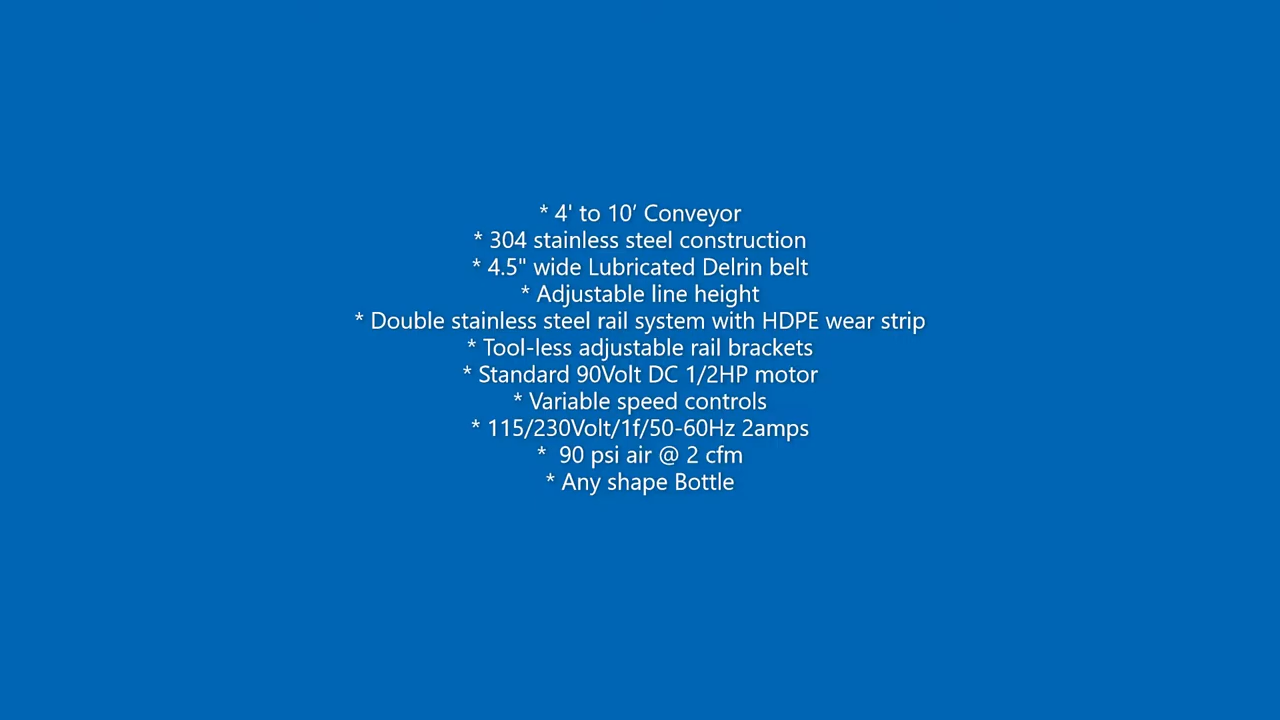 * 4' to 10’ Conveyor
* 304 stainless steel construction
* 4.5" wide Lubricated Delrin belt
* Adjustable line height
* Double stainless steel rail system with HDPE wear strip
* Tool-less adjustable rail brackets
* Standard 90Volt DC 1/2HP motor
* Variable speed controls
* 115/230Volt/1f/50-60Hz 2amps
*  90 psi air @ 2 cfm
* Any shape Bottle